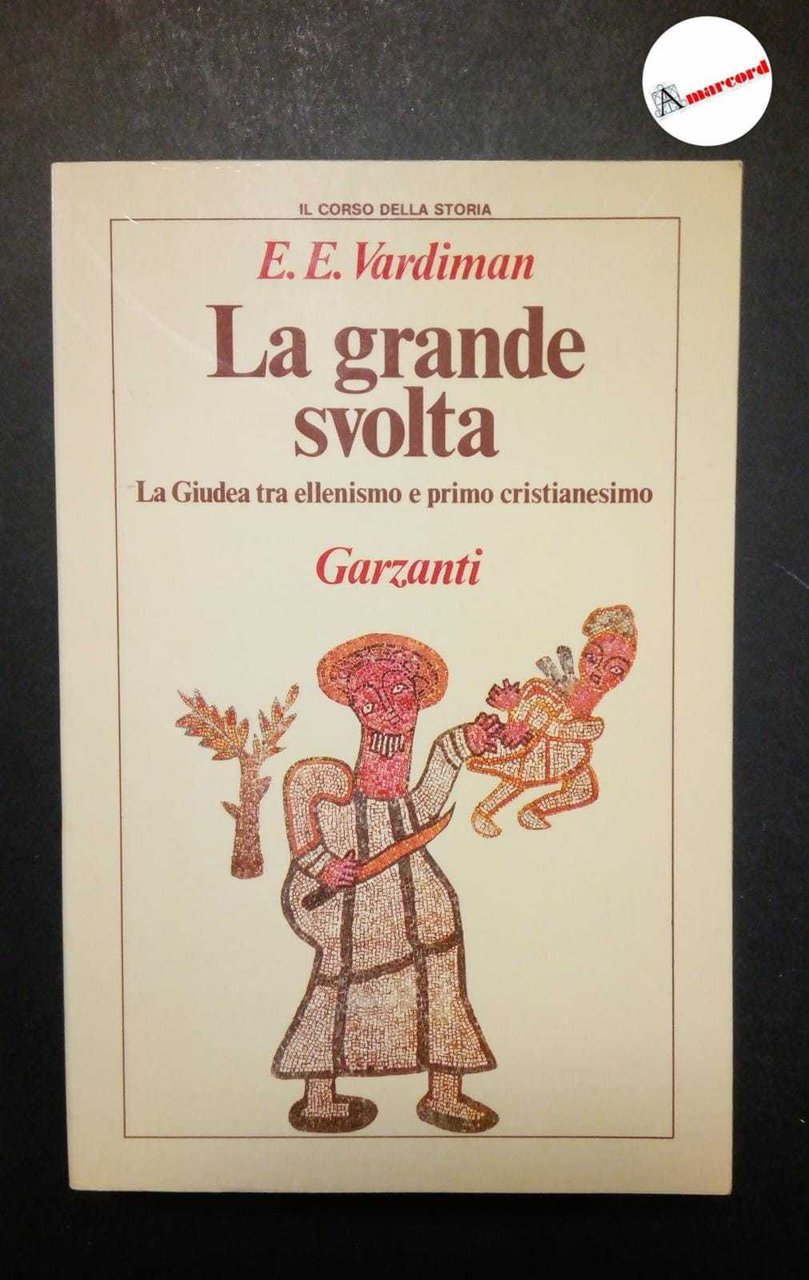 Amarcord
IL CORSO DELLA STORIA
E. E. Vardiman
La grande
svolta
La Giudea tra ellenismo e primo cristianesimo
Garzanti